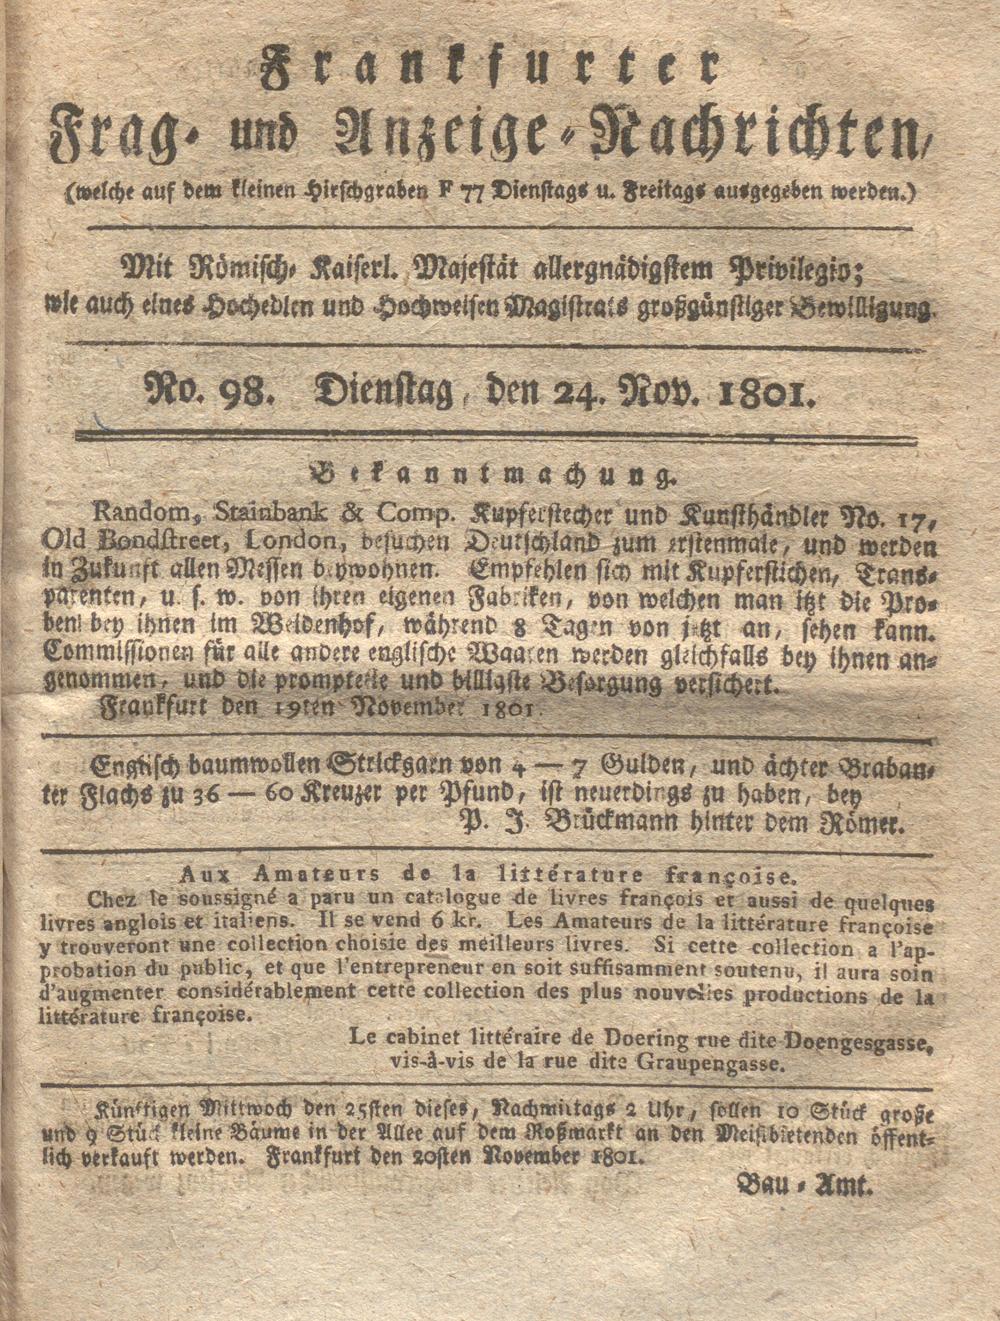 Frankfurter
Frag- und Anzeige-Nachrichten,
(welche auf dem kleinen Hirschgraben F 77 Dienstags u. Freitags ausgegeben werden.)
Mit Römisch- Kaiserl. Majestät allergnädigstem Privilegio;
wie auch eines Hochedlen und Hochweisen Magistrats großgünstiger Bewilligung.
No. 98. Dienstag, den 24. Nov. 1801.
Bekanntmachung.
Random, Stainbank & Comp. Kupferstecher und Kunsthändler No. 17,
Old Bondstreet, London, besuchen Deutschland zum erstenmale, und werden
in Zukunft allen Messen beywohnen. Empfehlen sich mit Kupferstichen, Trans-
parenten, u. s. w. von ihren eigenen Fabriken, von welchen man itzt die Pro-
ben bey ihnen im Weidenhof, während 8 Tagen von jetzt an, sehen kann.
Commissionen für alle andere englische Waaren werden gleichfalls bey ihnen an-
genommen, und die prompteste und billigste Besorgung versichert.
Frankfurt den 19ten November 1801.
Englisch baumwollen Strickgarn von 4 — 7 Gulden, und ächter Braban-
ter Flachs zu 36 — 60 Kreuzer per Pfund, ist neuerdings zu haben, bey
P. J. Brückmann hinter dem Römer.
Aux Amateurs de la littérature françoise.
Chez le soussigné a paru un catalogue de livres françois et aussi de quelques
livres anglois et italiens. Il se vend 6 kr. Les Amateurs de la littérature françoise
y trouveront une collection choisie des meilleurs livres. Si cette collection a l'ap-
probation du public, et que l'entrepreneur en soit suffisamment soutenu, il aura soin
d'augmenter considérablement cette collection des plus nouvelles productions de la
littérature françoise.
Le cabinet littéraire de Doering rue dite Doengesgasse,
vis-à-vis de la rue dite Graupengasse.
Künftigen Mittwoch den 25sten dieses, Nachmittags 2 Uhr, sollen 10 Stück große
und 9 Stück kleine Bäume in der Allee auf dem Roßmarkt an den Meistbietenden öffent-
lich verkauft werden. Frankfurt den 20sten November 1801.
Bau-Amt.